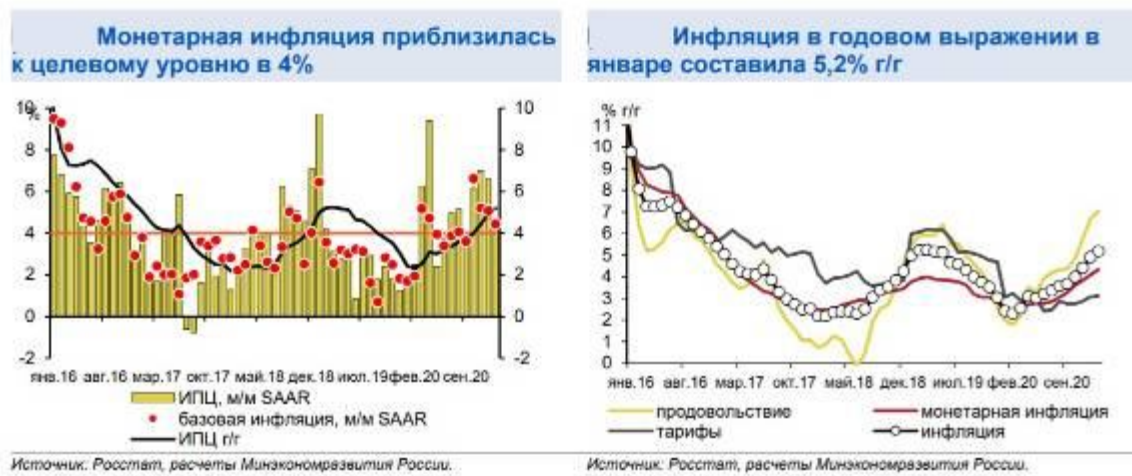 Монетарная инфляция приблизилась
к целевому уровню в 4%
10
%
8
6
4
2
0
-2
10
8
6
4
2
0
-2
янв.16 авг.16 мар.17 окт.17 май.18 дек.18 июл.19 фев.20 сен.20
ИПЦ, м/м SAAR
базовая инфляция, м/м SAAR
ИПЦ г/г
Источник: Росстат, расчеты Минэкономразвития России.
Инфляция в годовом выражении в
январе составила 5,2% г/г
% г/г
11
10
9
8
7
6
5
4
3
2
1
0
янв.16 авг.16 мар.17 окт.17 май.18 дек.18 июл.19 фев.20 сен.20
продовольствие монетарная инфляция
тарифы инфляция
Источник: Росстат, расчеты Минэкономразвития России.